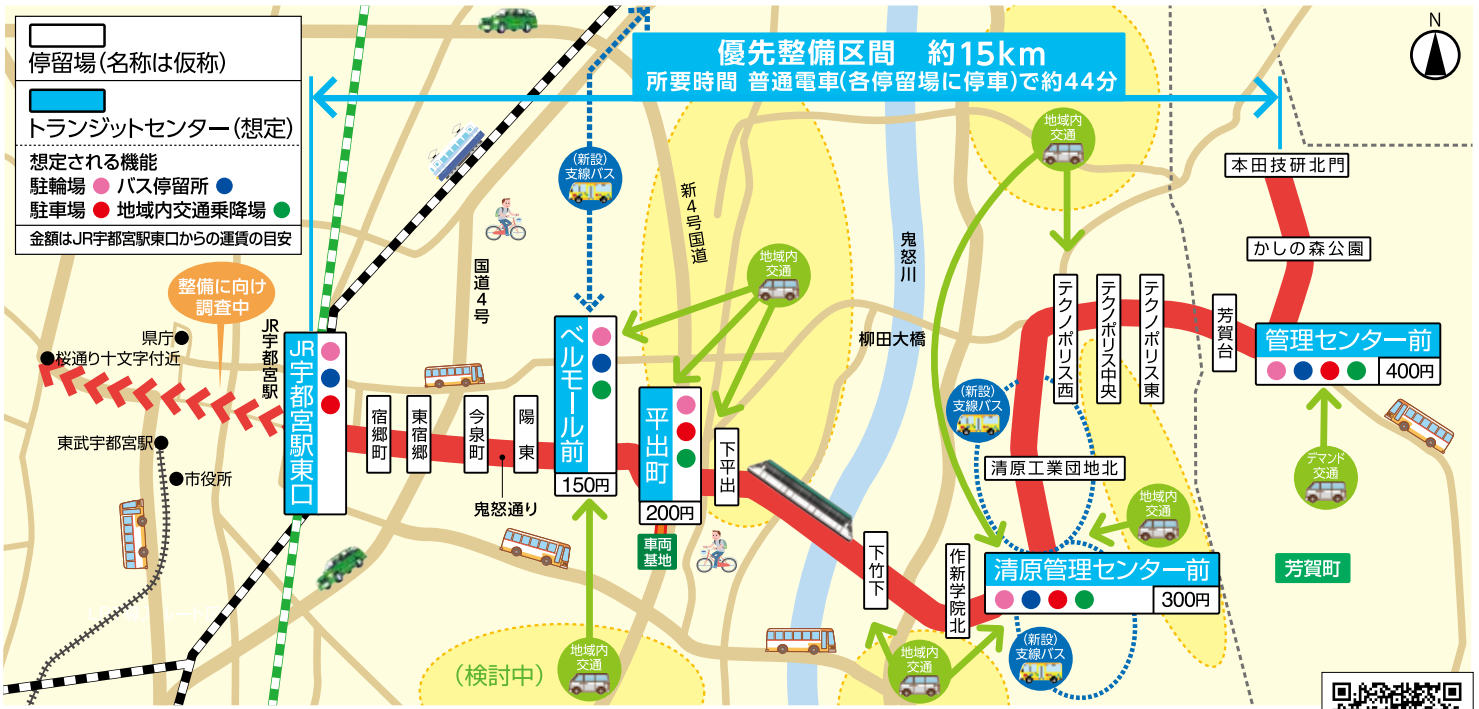 停留場(名称は仮称)
トランジットセンター(想定)
想定される機能
駐輪場 バス停留所
駐車場 地域内交通乗降場
金額はJR宇都宮駅東口からの運賃の目安
優先整備区間 約15km
所要時間 普通電車(各停留場に停車)で約44分
N
(新設)
支線バス
新4号国道
国道4号
鬼怒川
柳田大橋
地域内
交通
地域内
交通
本田技研北門
かしの森公園
管理センター前
400円
芳賀台
テクノポリス東
テクノポリス中央
テクノポリス西
整備に向け
調査中
県庁
桜通り十文字付近
JR宇都宮駅
JR宇都宮駅東口
東武宇都宮駅
市役所
宿郷町
東宿郷
今泉町
陽東
鬼怒通り
ベルモール前
150円
平出町
200円
車両
基地
下平出
下竹下
作新学院北
(新設)
支線バス
清原工業団地北
地域内
交通
清原管理センター前
300円
デマンド
交通
芳賀町
(検討中)
地域内
交通
地域内
交通
(新設)
支線バス